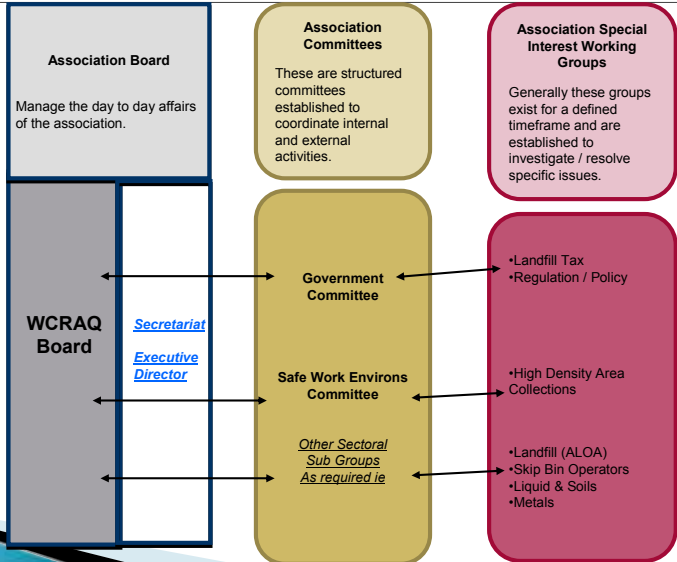 Association Board
Manage the day to day affairs
of the association.
Association
Committees
These are structured
committees
established to
coordinate internal
and external
activities.
Association Special
Interest Working
Groups
Generally these groups
exist for a defined
timeframe and are
established to
investigate / resolve
specific issues.
WCRAQ
Board
Secretariat
Executive
Director
Government
Committee
Safe Work Environs
Committee
Other Sectoral
Sub Groups
As required ie
•Landfill Tax
•Regulation / Policy
•High Density Area
Collections
•Landfill (ALOA)
•Skip Bin Operators
•Liquid & Soils
•Metals